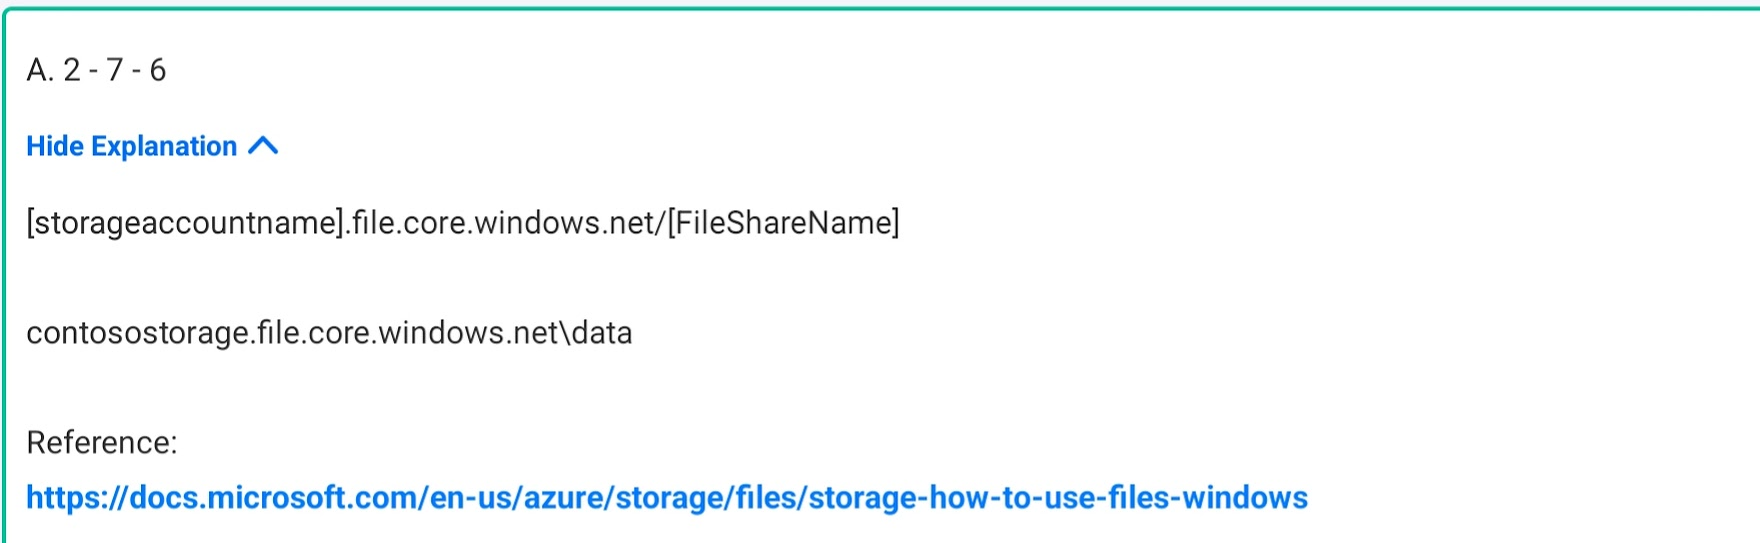 A. 2 - 7 - 6
Hide Explanation
[storageaccountname].file.core.windows.net/[FileShareName]
contosostorage.file.core.windows.net\data
Reference:
https://docs.microsoft.com/en-us/azure/storage/files/storage-how-to-use-files-windows